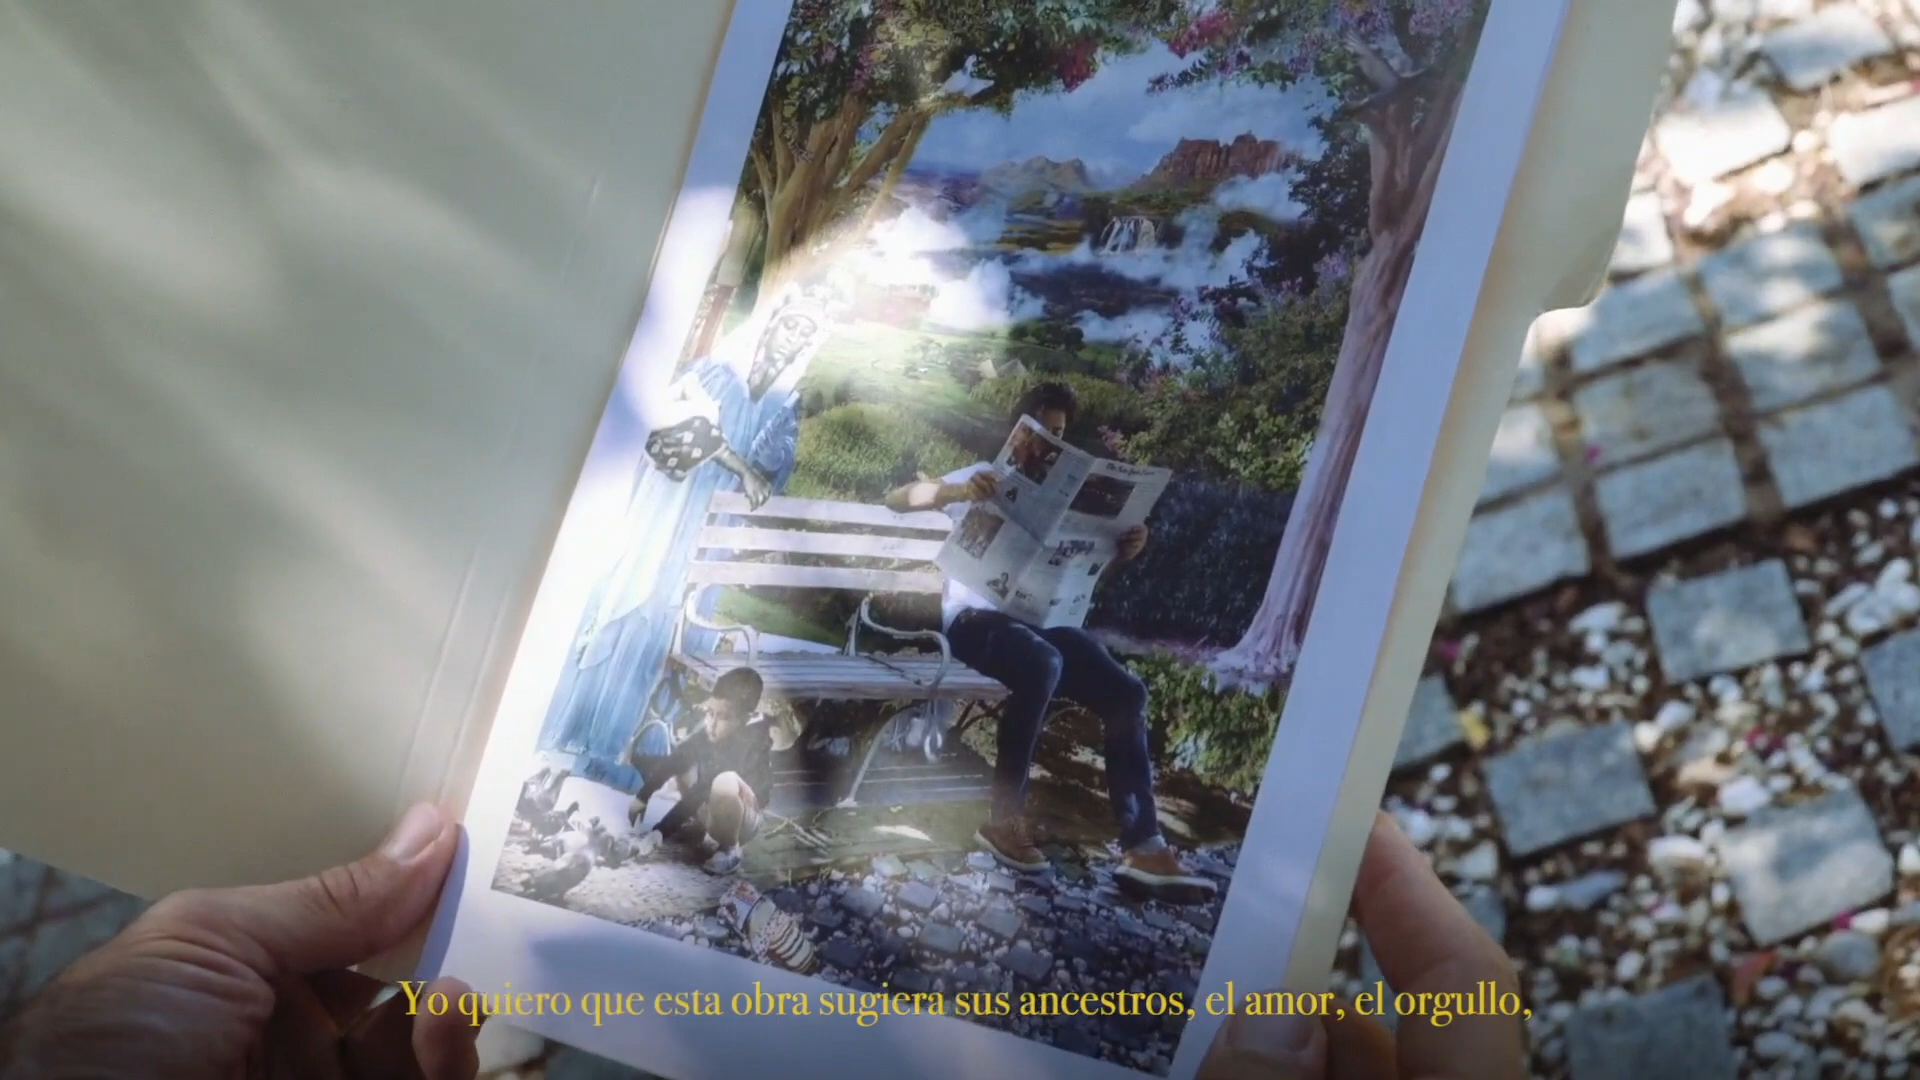 Yo quiero que esta obra sugiera sus ancestros, el amor, el orgullo,